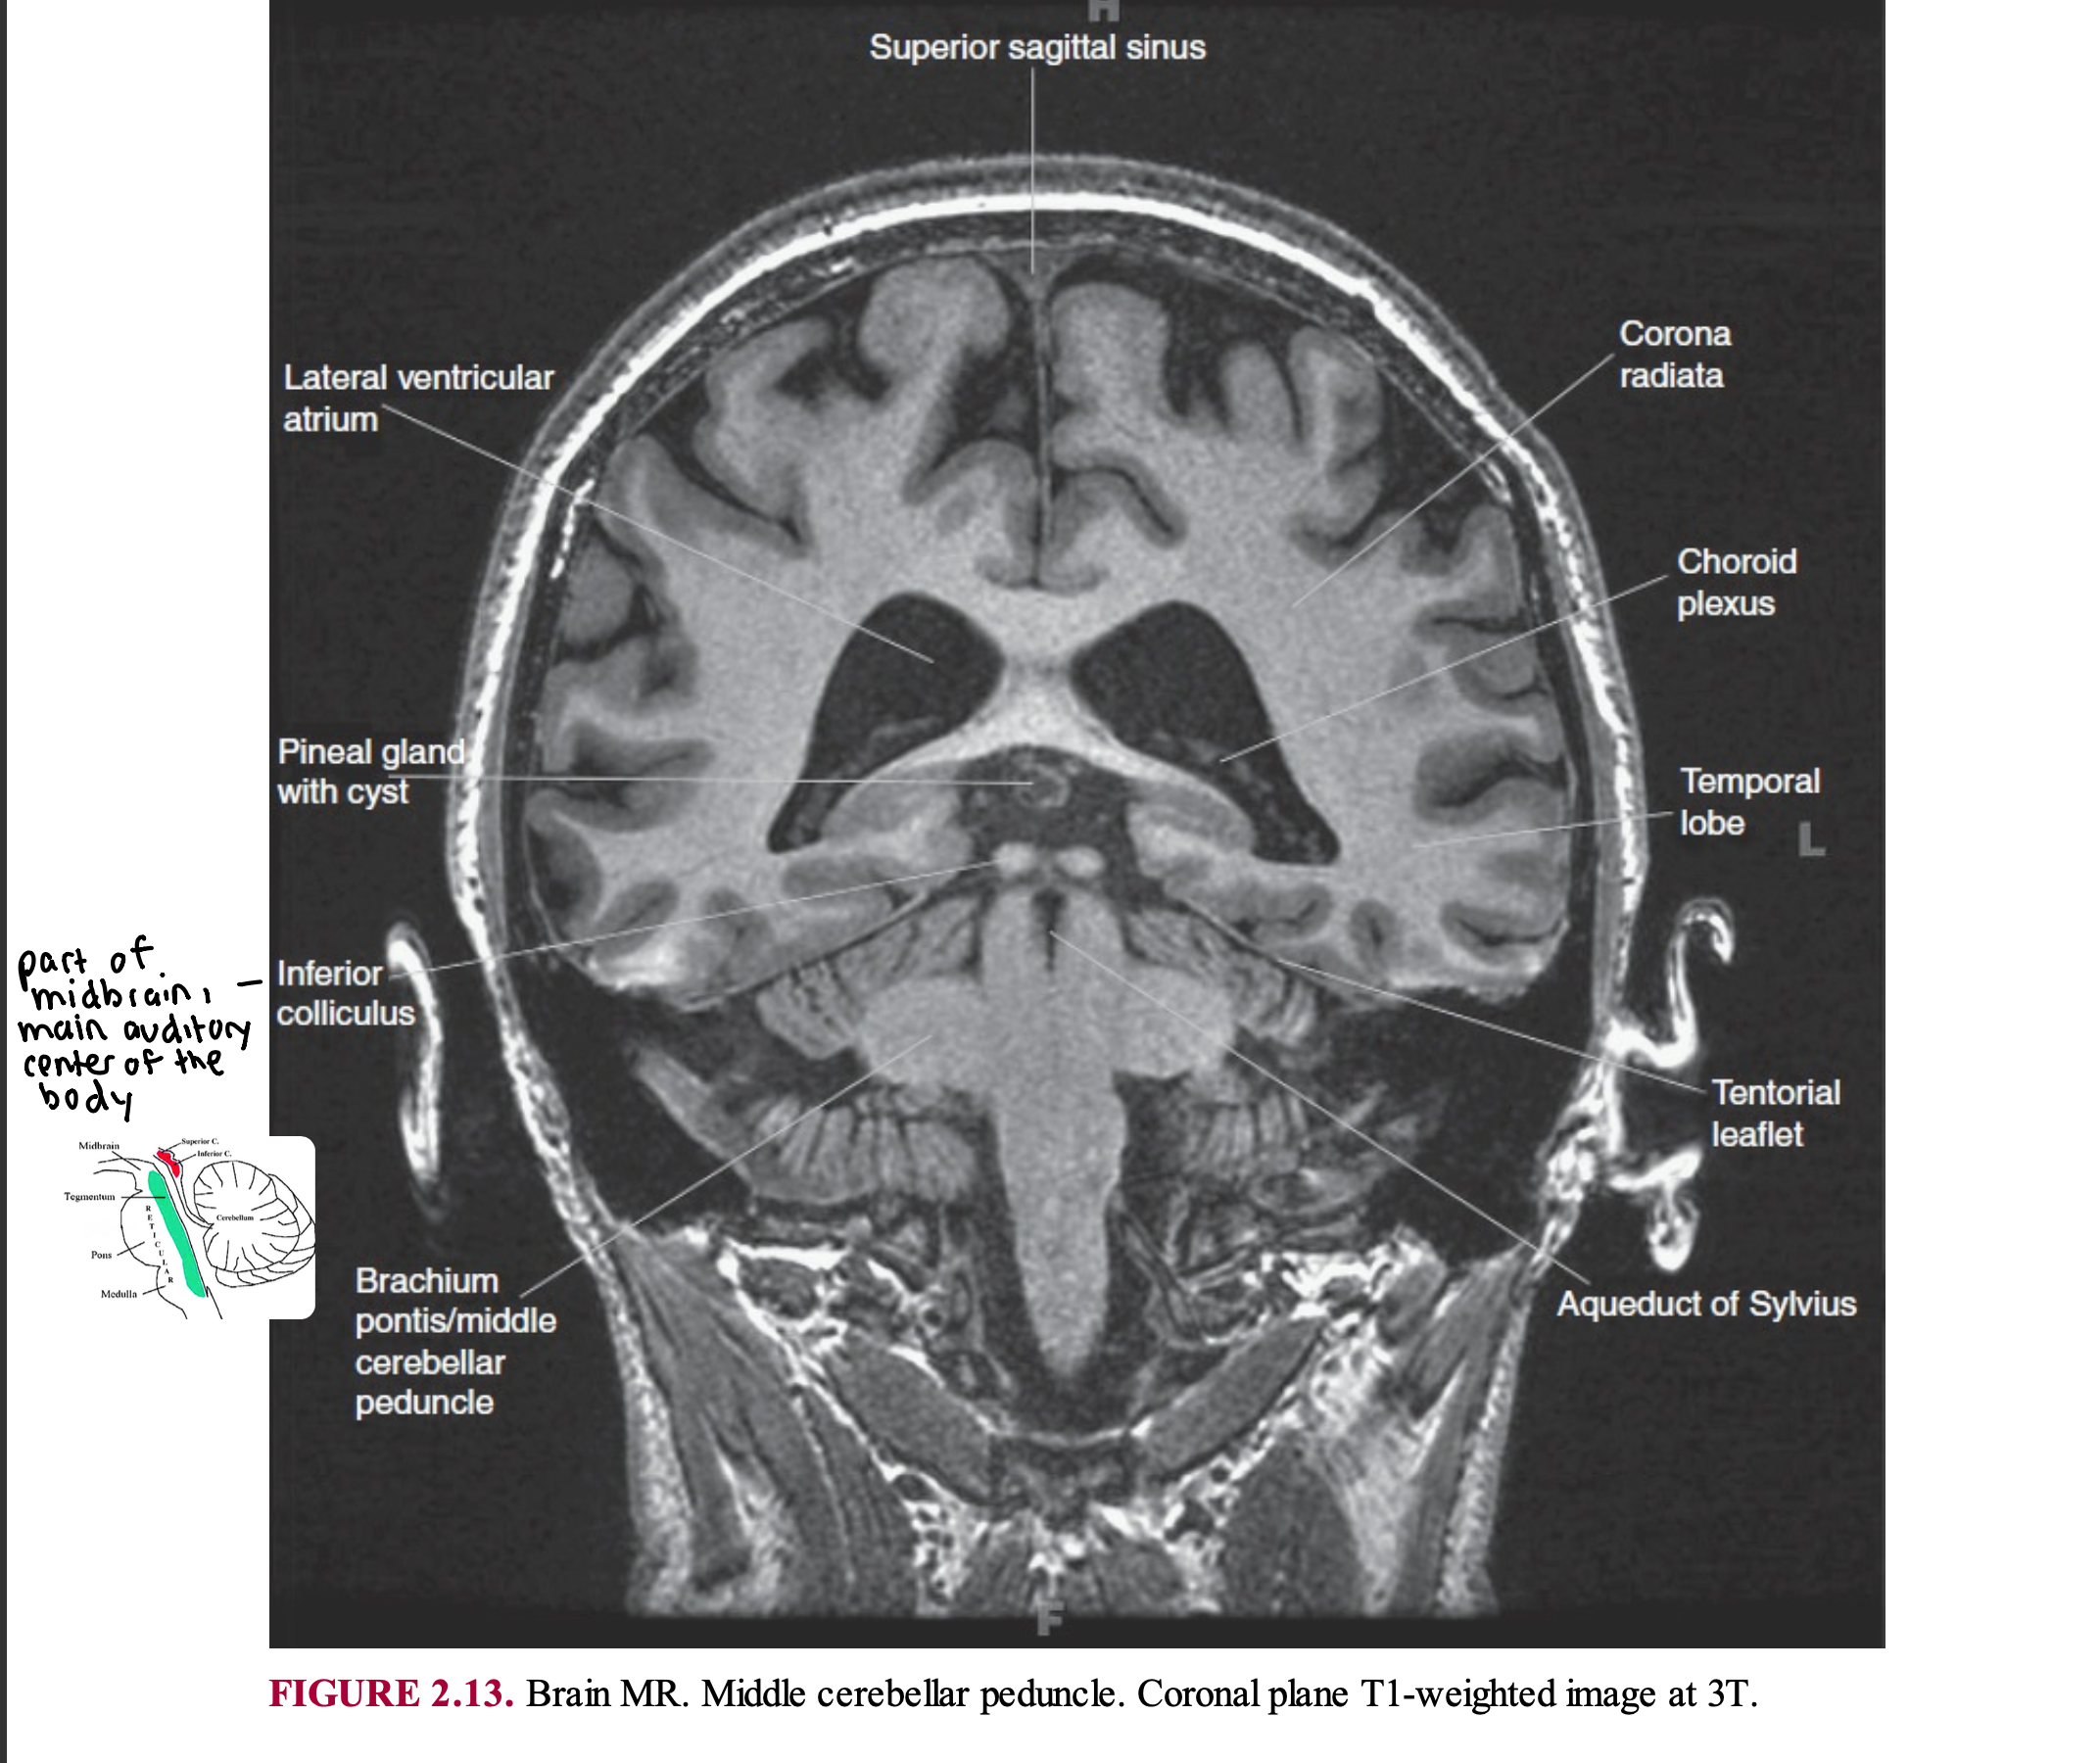 H
Superior sagittal sinus
Corona
radiata
Lateral ventricular
atrium
Choroid
plexus
Pineal gland
with cyst
Temporal
lobe
L
part of
midbrain,
main auditory
center of the
body
Inferior
colliculus
Tentorial
leaflet
Midbrain
Superior C.
Inferior C.
Tegmentum
RETICULAR
Cerebellum
Pons
Medulla
Brachium
pontis/middle
cerebellar
peduncle
Aqueduct of Sylvius
F
FIGURE 2.13. Brain MR. Middle cerebellar peduncle. Coronal plane T1-weighted image at 3T.